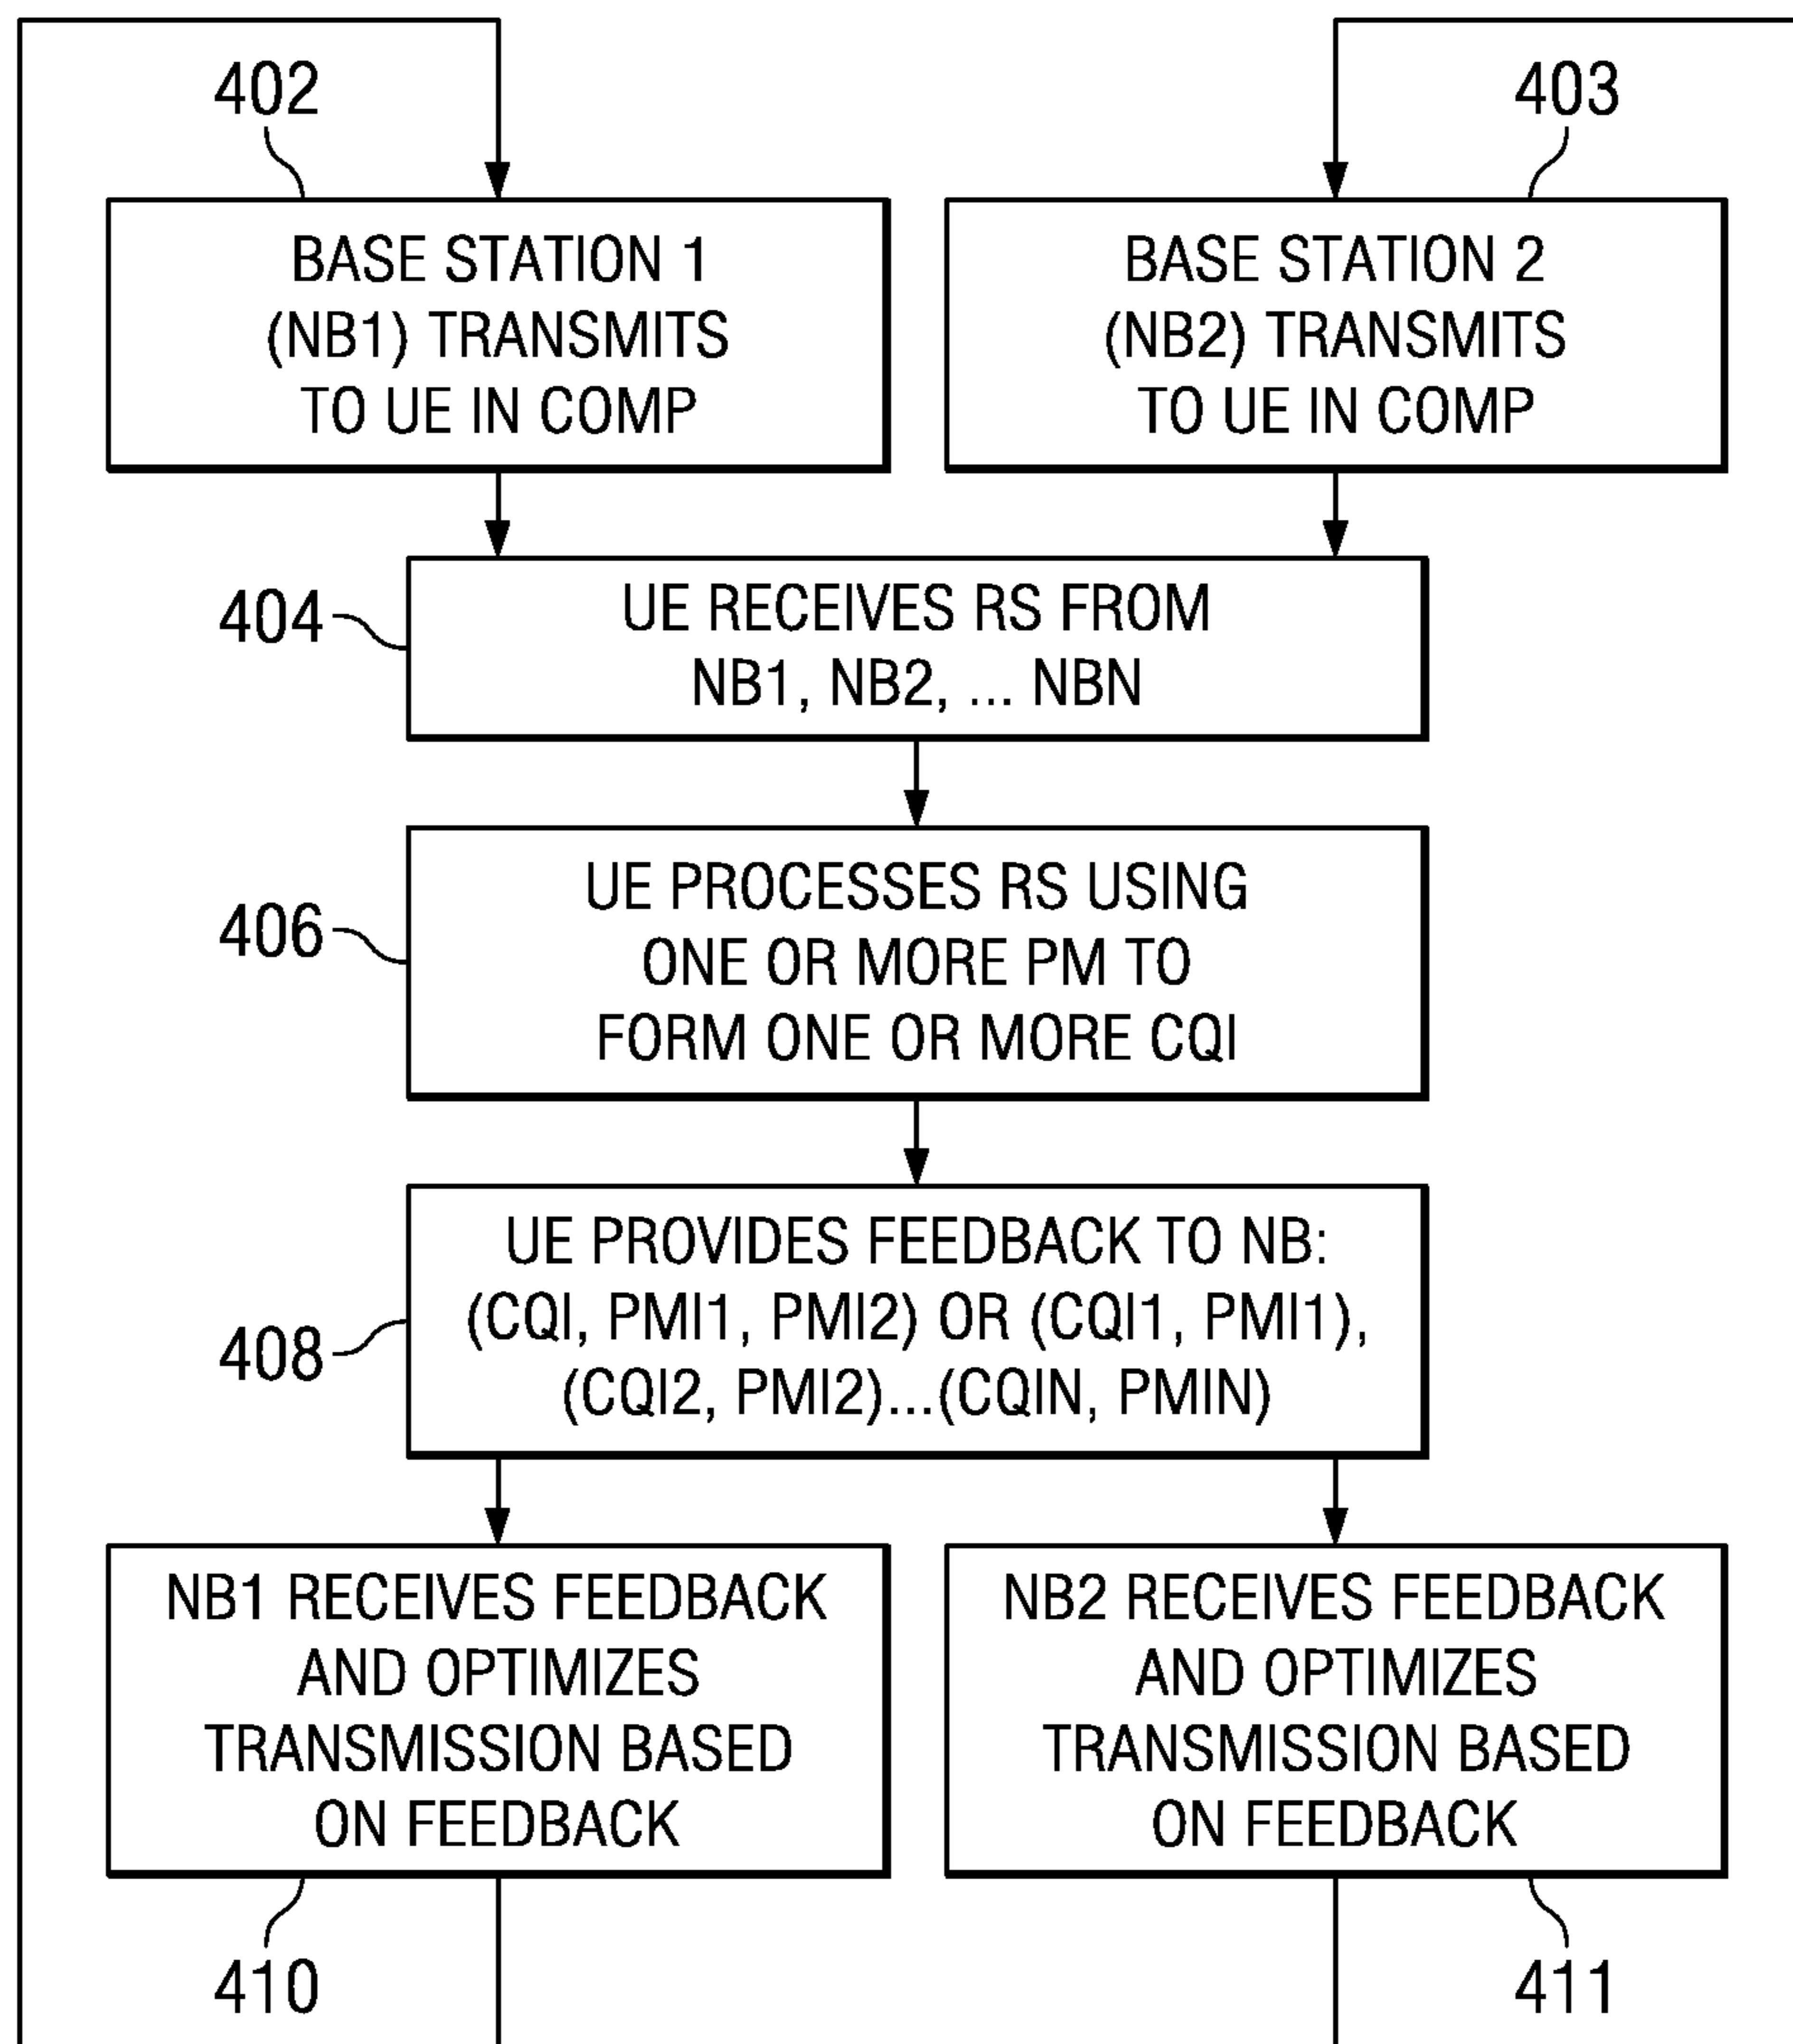 402
403
BASE STATION 1
(NB1) TRANSMITS
TO UE IN COMP
BASE STATION 2
(NB2) TRANSMITS
TO UE IN COMP
404
UE RECEIVES RS FROM
NB1, NB2, ... NBN
406
UE PROCESSES RS USING
ONE OR MORE PM TO
FORM ONE OR MORE CQI
408
UE PROVIDES FEEDBACK TO NB:
(CQI, PMI1, PMI2) OR (CQI1, PMI1),
(CQI2, PMI2)...(CQIN, PMIN)
NB1 RECEIVES FEEDBACK
AND OPTIMIZES
TRANSMISSION BASED
ON FEEDBACK
NB2 RECEIVES FEEDBACK
AND OPTIMIZES
TRANSMISSION BASED
ON FEEDBACK
410
411